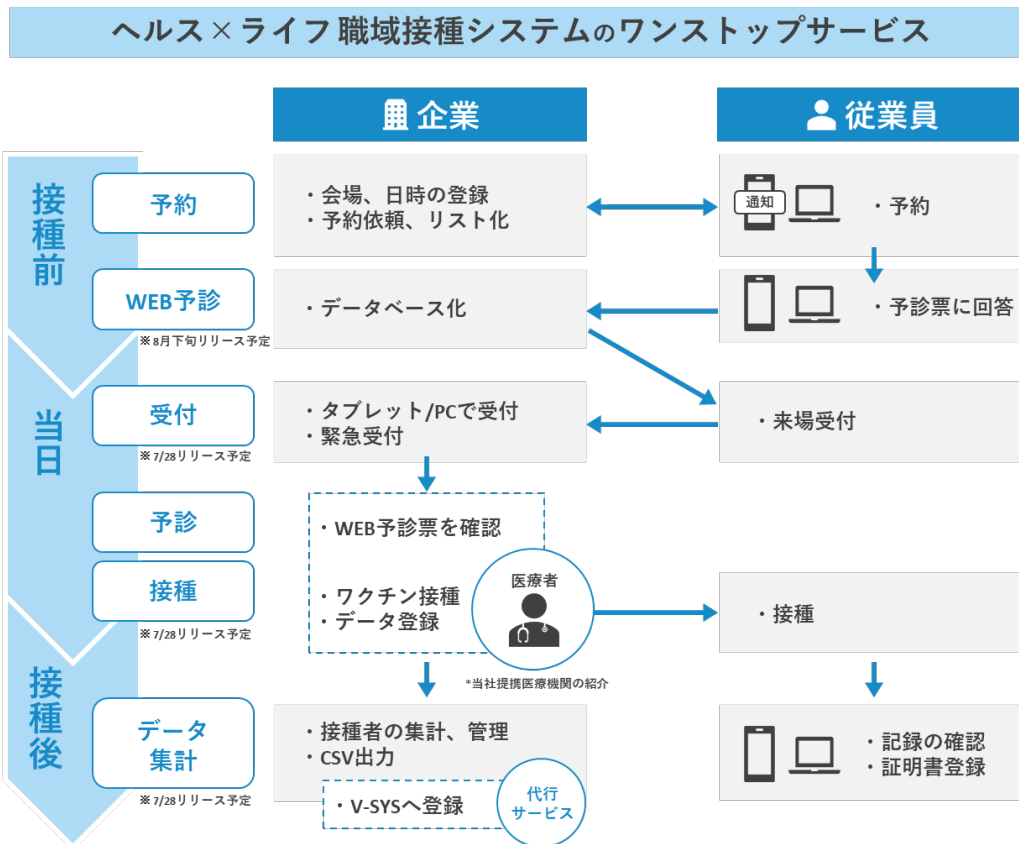 ヘルス×ライフ 職域接種システムのワンストップサービス
企業
従業員
接種前
予約
・会場、日時の登録
・予約依頼、リスト化
通知
・予約
WEB予診
※8月下旬リリース予定
・データベース化
・予診票に回答
当日
受付
※7/28リリース予定
・タブレット/PCで受付
・緊急受付
・来場受付
予診
・WEB予診票を確認
接種
※7/28リリース予定
・ワクチン接種
・データ登録
医療者
*当社提携医療機関の紹介
・接種
接種後
データ
集計
※7/28リリース予定
・接種者の集計、管理
・CSV出力
・V-SYSへ登録
代行
サービス
・記録の確認
・証明書登録